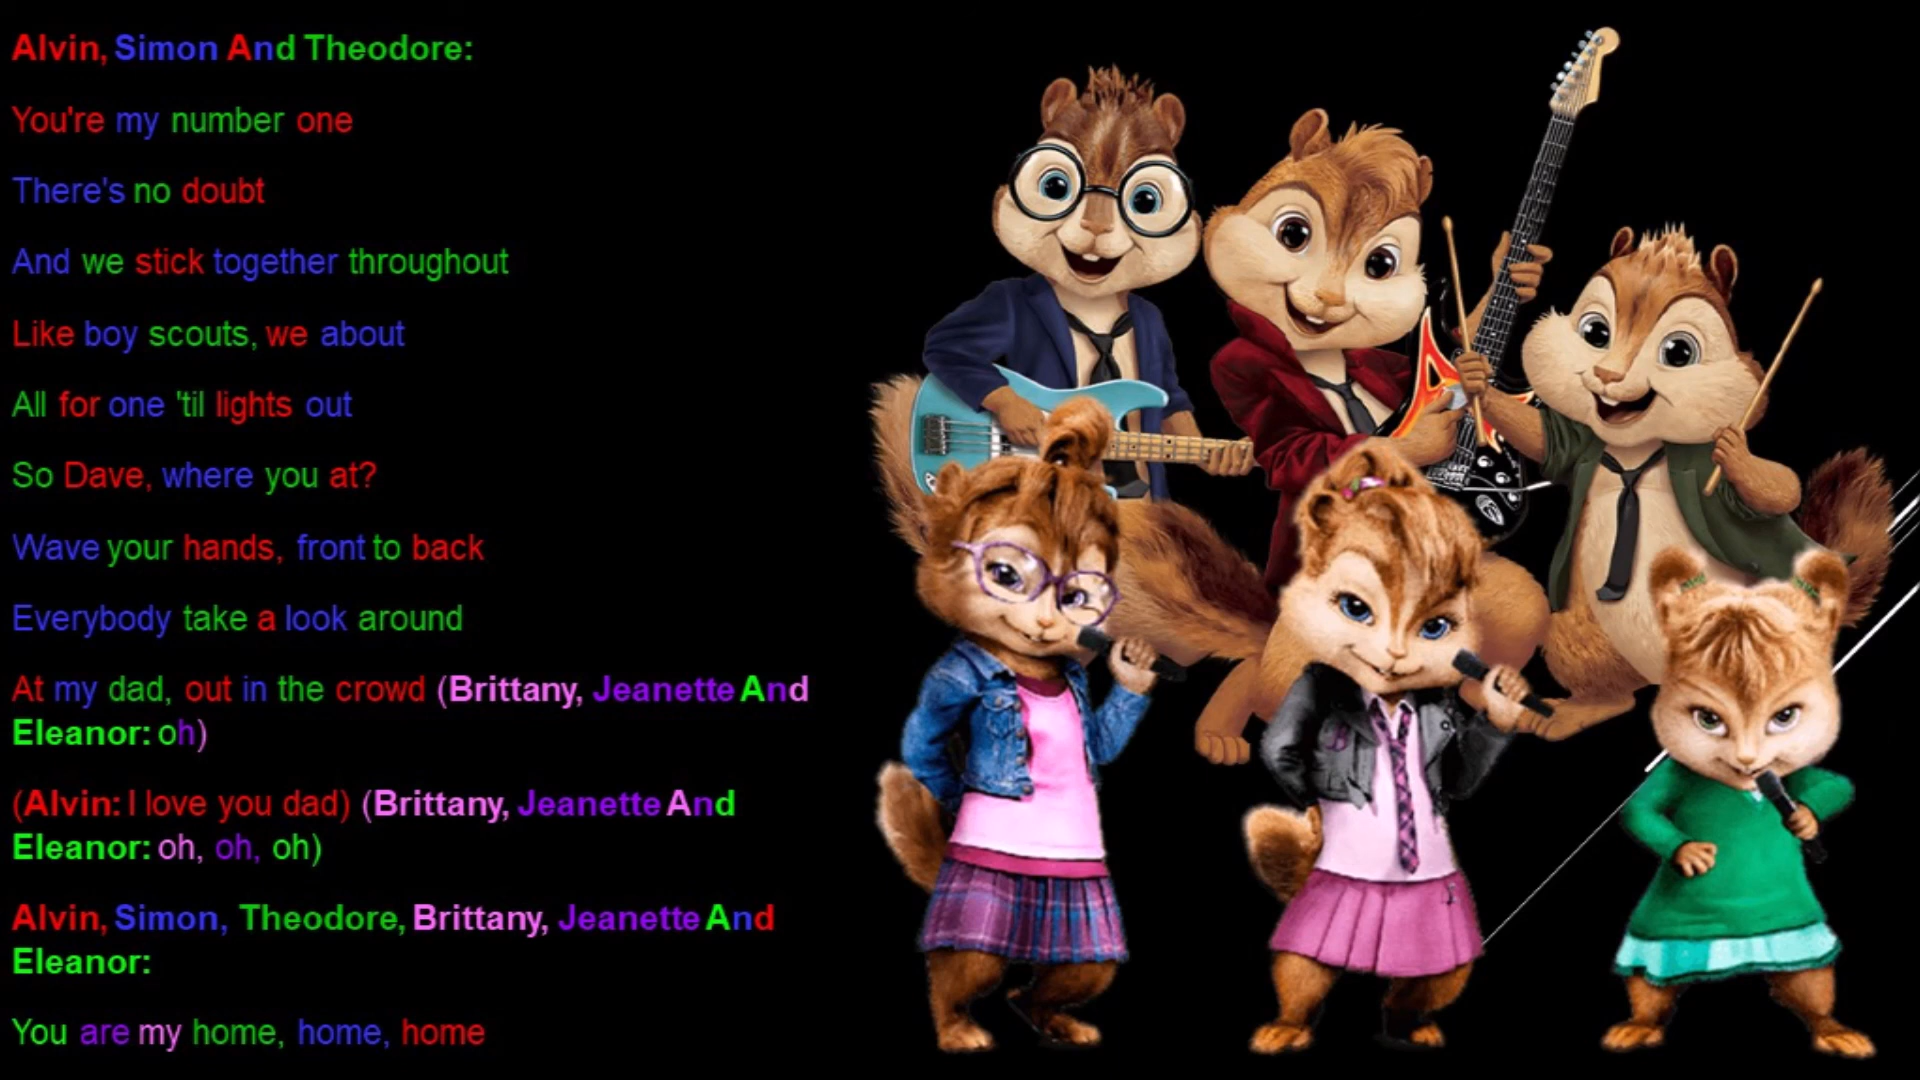 Alvin, Simon And Theodore:
You're my number one
There's no doubt
And we stick together throughout
Like boy scouts, we about
All for one 'til lights out
So Dave, where you at?
Wave your hands, front to back
Everybody take a look around
At my dad, out in the crowd (Brittany, Jeanette And
Eleanor: oh)
(Alvin: I love you dad) (Brittany, Jeanette And
Eleanor: oh, oh, oh)
Alvin, Simon, Theodore, Brittany, Jeanette And
Eleanor:
You are my home, home, home